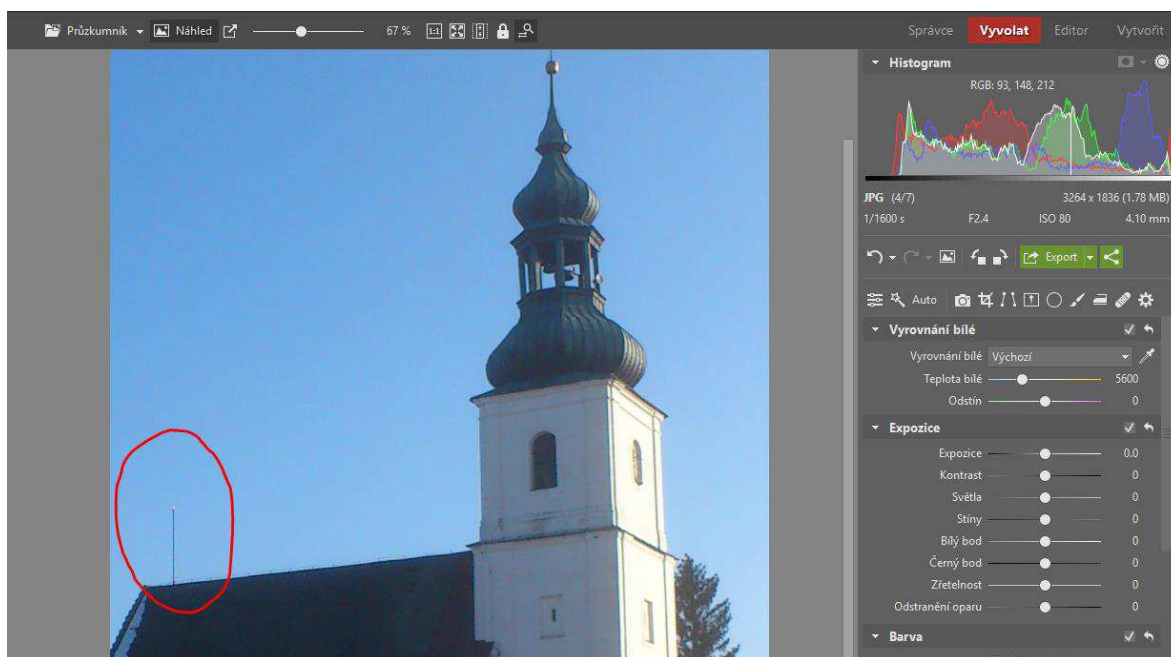 Průzkumník Náhled 67 % 1:1 Správce Vyvolat Editor Vytvořit
Histogram
RGB: 93, 148, 212
JPG (4/7) 3264 x 1836 (1.78 MB)
1/1600 s F2.4 ISO 80 4.10 mm
Export
Auto
Vyrovnání bílé
Vyrovnání bílé Výchozí
Teplota bílé 5600
Odstín 0
Expozice
Expozice 0.0
Kontrast 0
Světla 0
Stíny 0
Bílý bod 0
Černý bod 0
Zřetelnost 0
Odstranění oparu 0
Barva